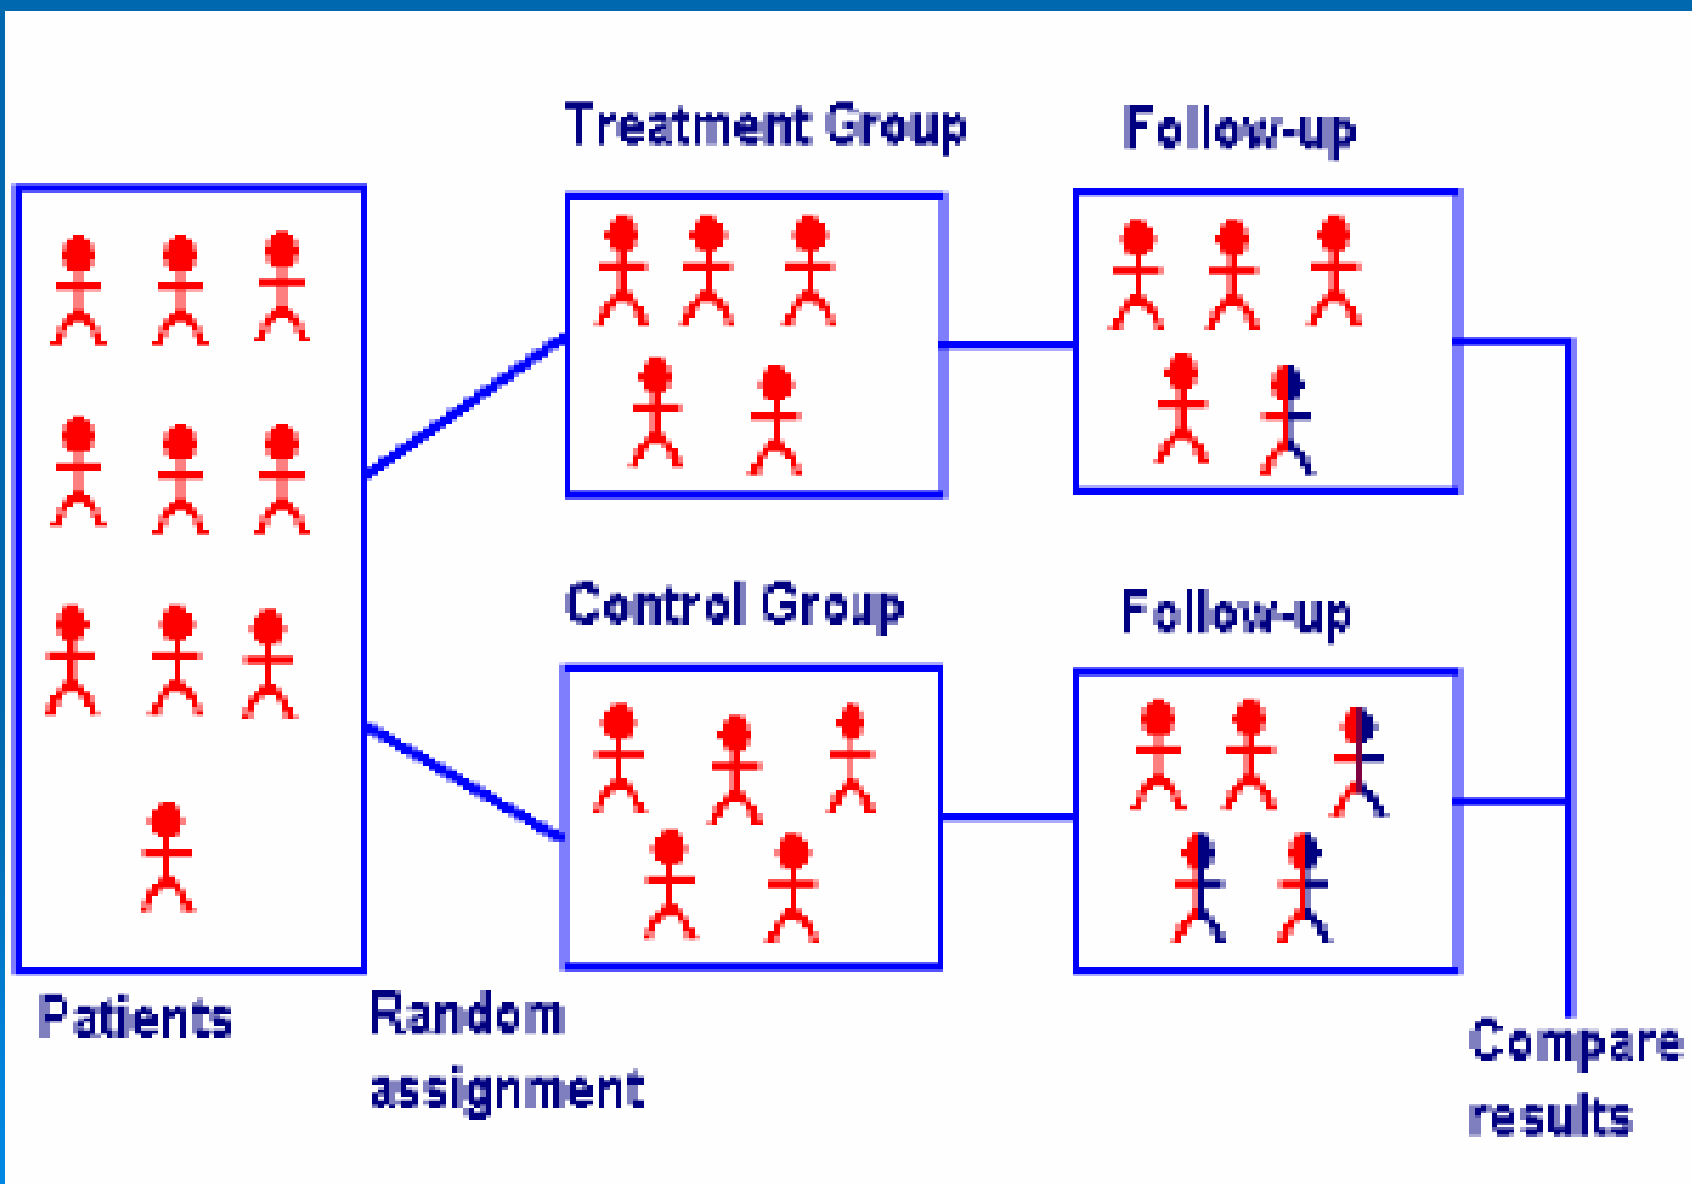 Treatment Group
Follow-up
Control Group
Follow-up
Patients
Random
assignment
Compare
results